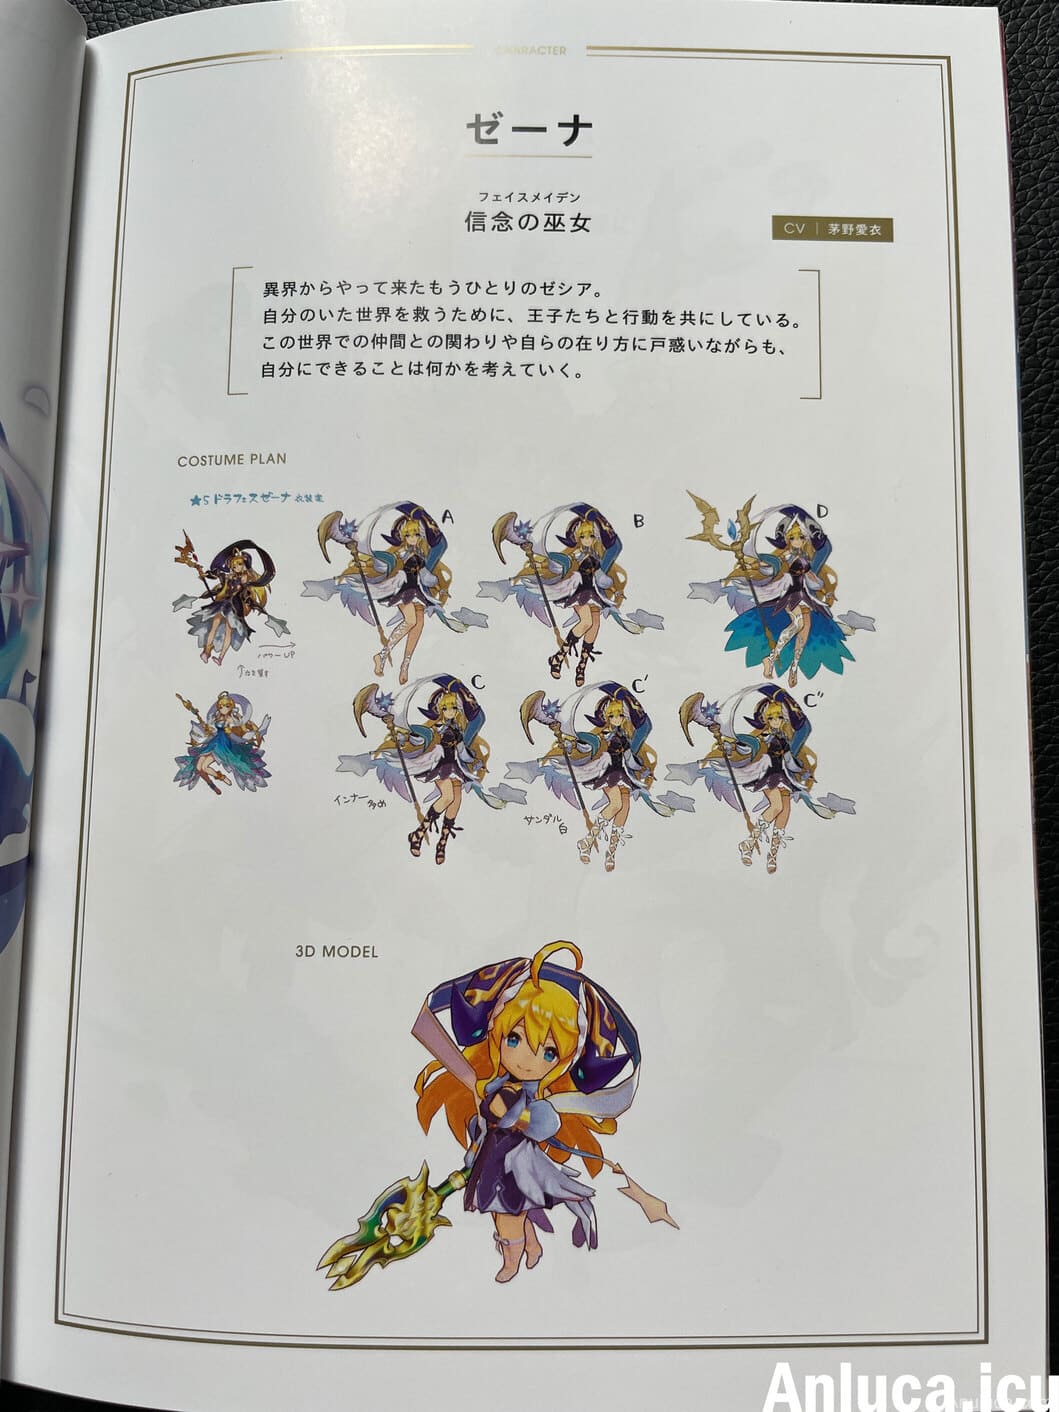 CHARACTER
ゼーナ
フェイスメイデン
信念の巫女
CV | 茅野愛衣
異界からやって来たもうひとりのゼシア。
自分のいた世界を救うために、王子たちと行動を共にしている。
この世界での仲間との関わりや自らの在り方に戸惑いながらも、
自分にできることは何かを考えていく。
COSTUME PLAN
★5ドラフェスゼーナ 衣装案
A
B
D
パワーUP
C
C'
C"
インナー
多め
サンダル
白
3D MODEL
Anluca.icu